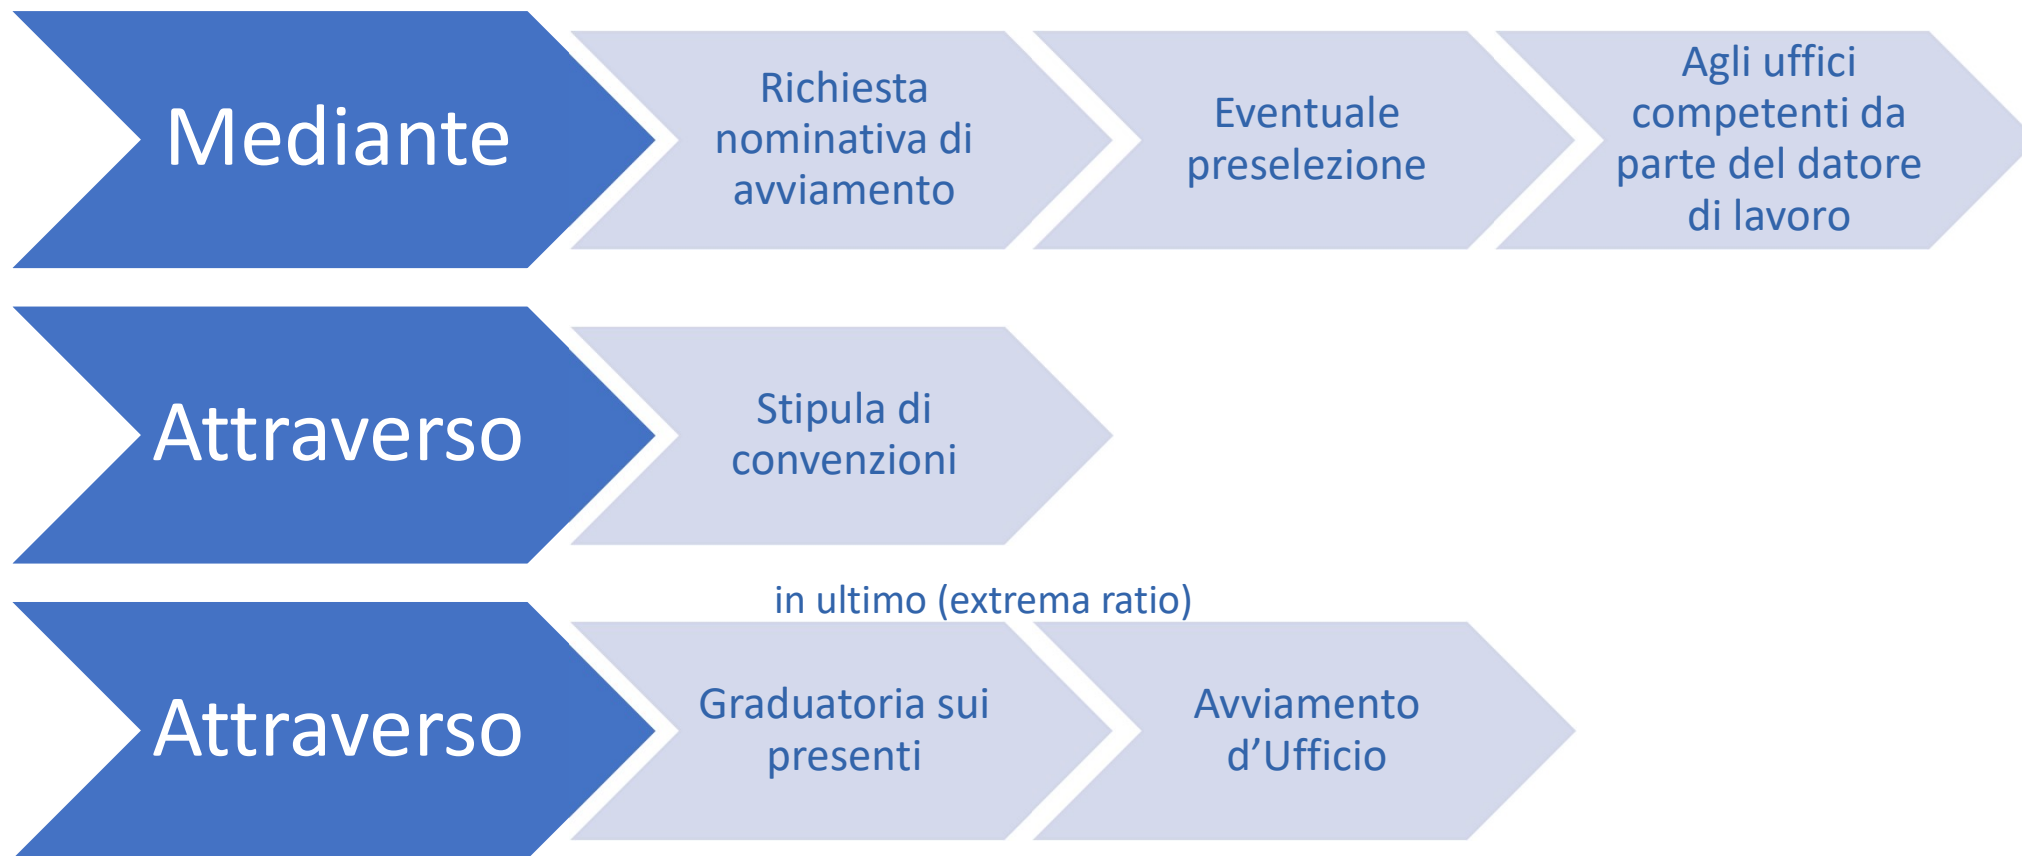 Mediante
Richiesta
nominativa di
avviamento
Eventuale
preselezione
Agli uffici
competenti da
parte del datore
di lavoro
Attraverso
Stipula di
convenzioni
in ultimo (extrema ratio)
Attraverso
Graduatoria sui
presenti
Avviamento
d’Ufficio